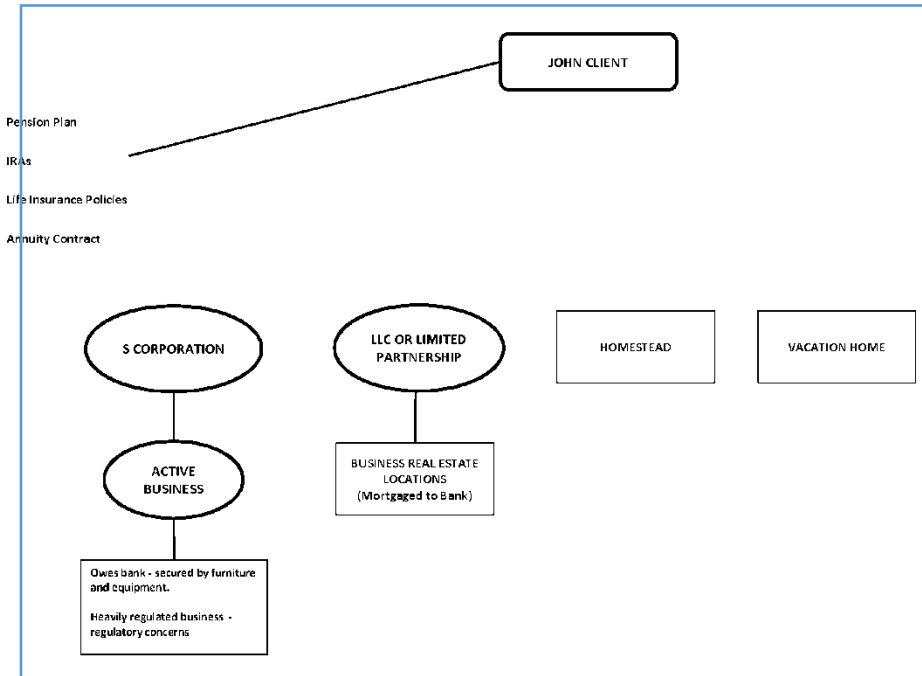 JOHN CLIENT
Pension Plan
IRAs
Life Insurance Policies
Annuity Contract
S CORPORATION
LLC OR LIMITED
PARTNERSHIP
HOMESTEAD
VACATION HOME
ACTIVE
BUSINESS
BUSINESS REAL ESTATE
LOCATIONS
(Mortgaged to Bank)
Owes bank - secured by furniture
and equipment.
Heavily regulated business -
regulatory concerns